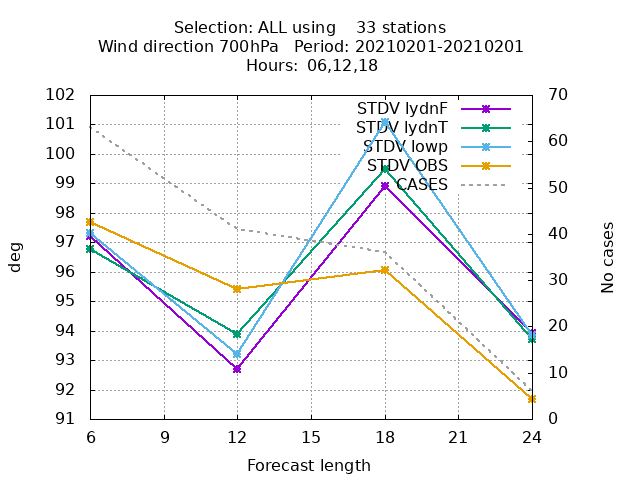 Selection: ALL using    33 stations
Wind direction 700hPa   Period: 20210201-20210201
Hours:  06,12,18
102
101
100
99
98
97
96
95
94
93
92
91
deg
70
60
50
40
30
20
10
0
No cases
STDV lydnF
STDV lydnT
STDV lowp
STDV OBS
CASES
6 9 12 15 18 21 24
Forecast length